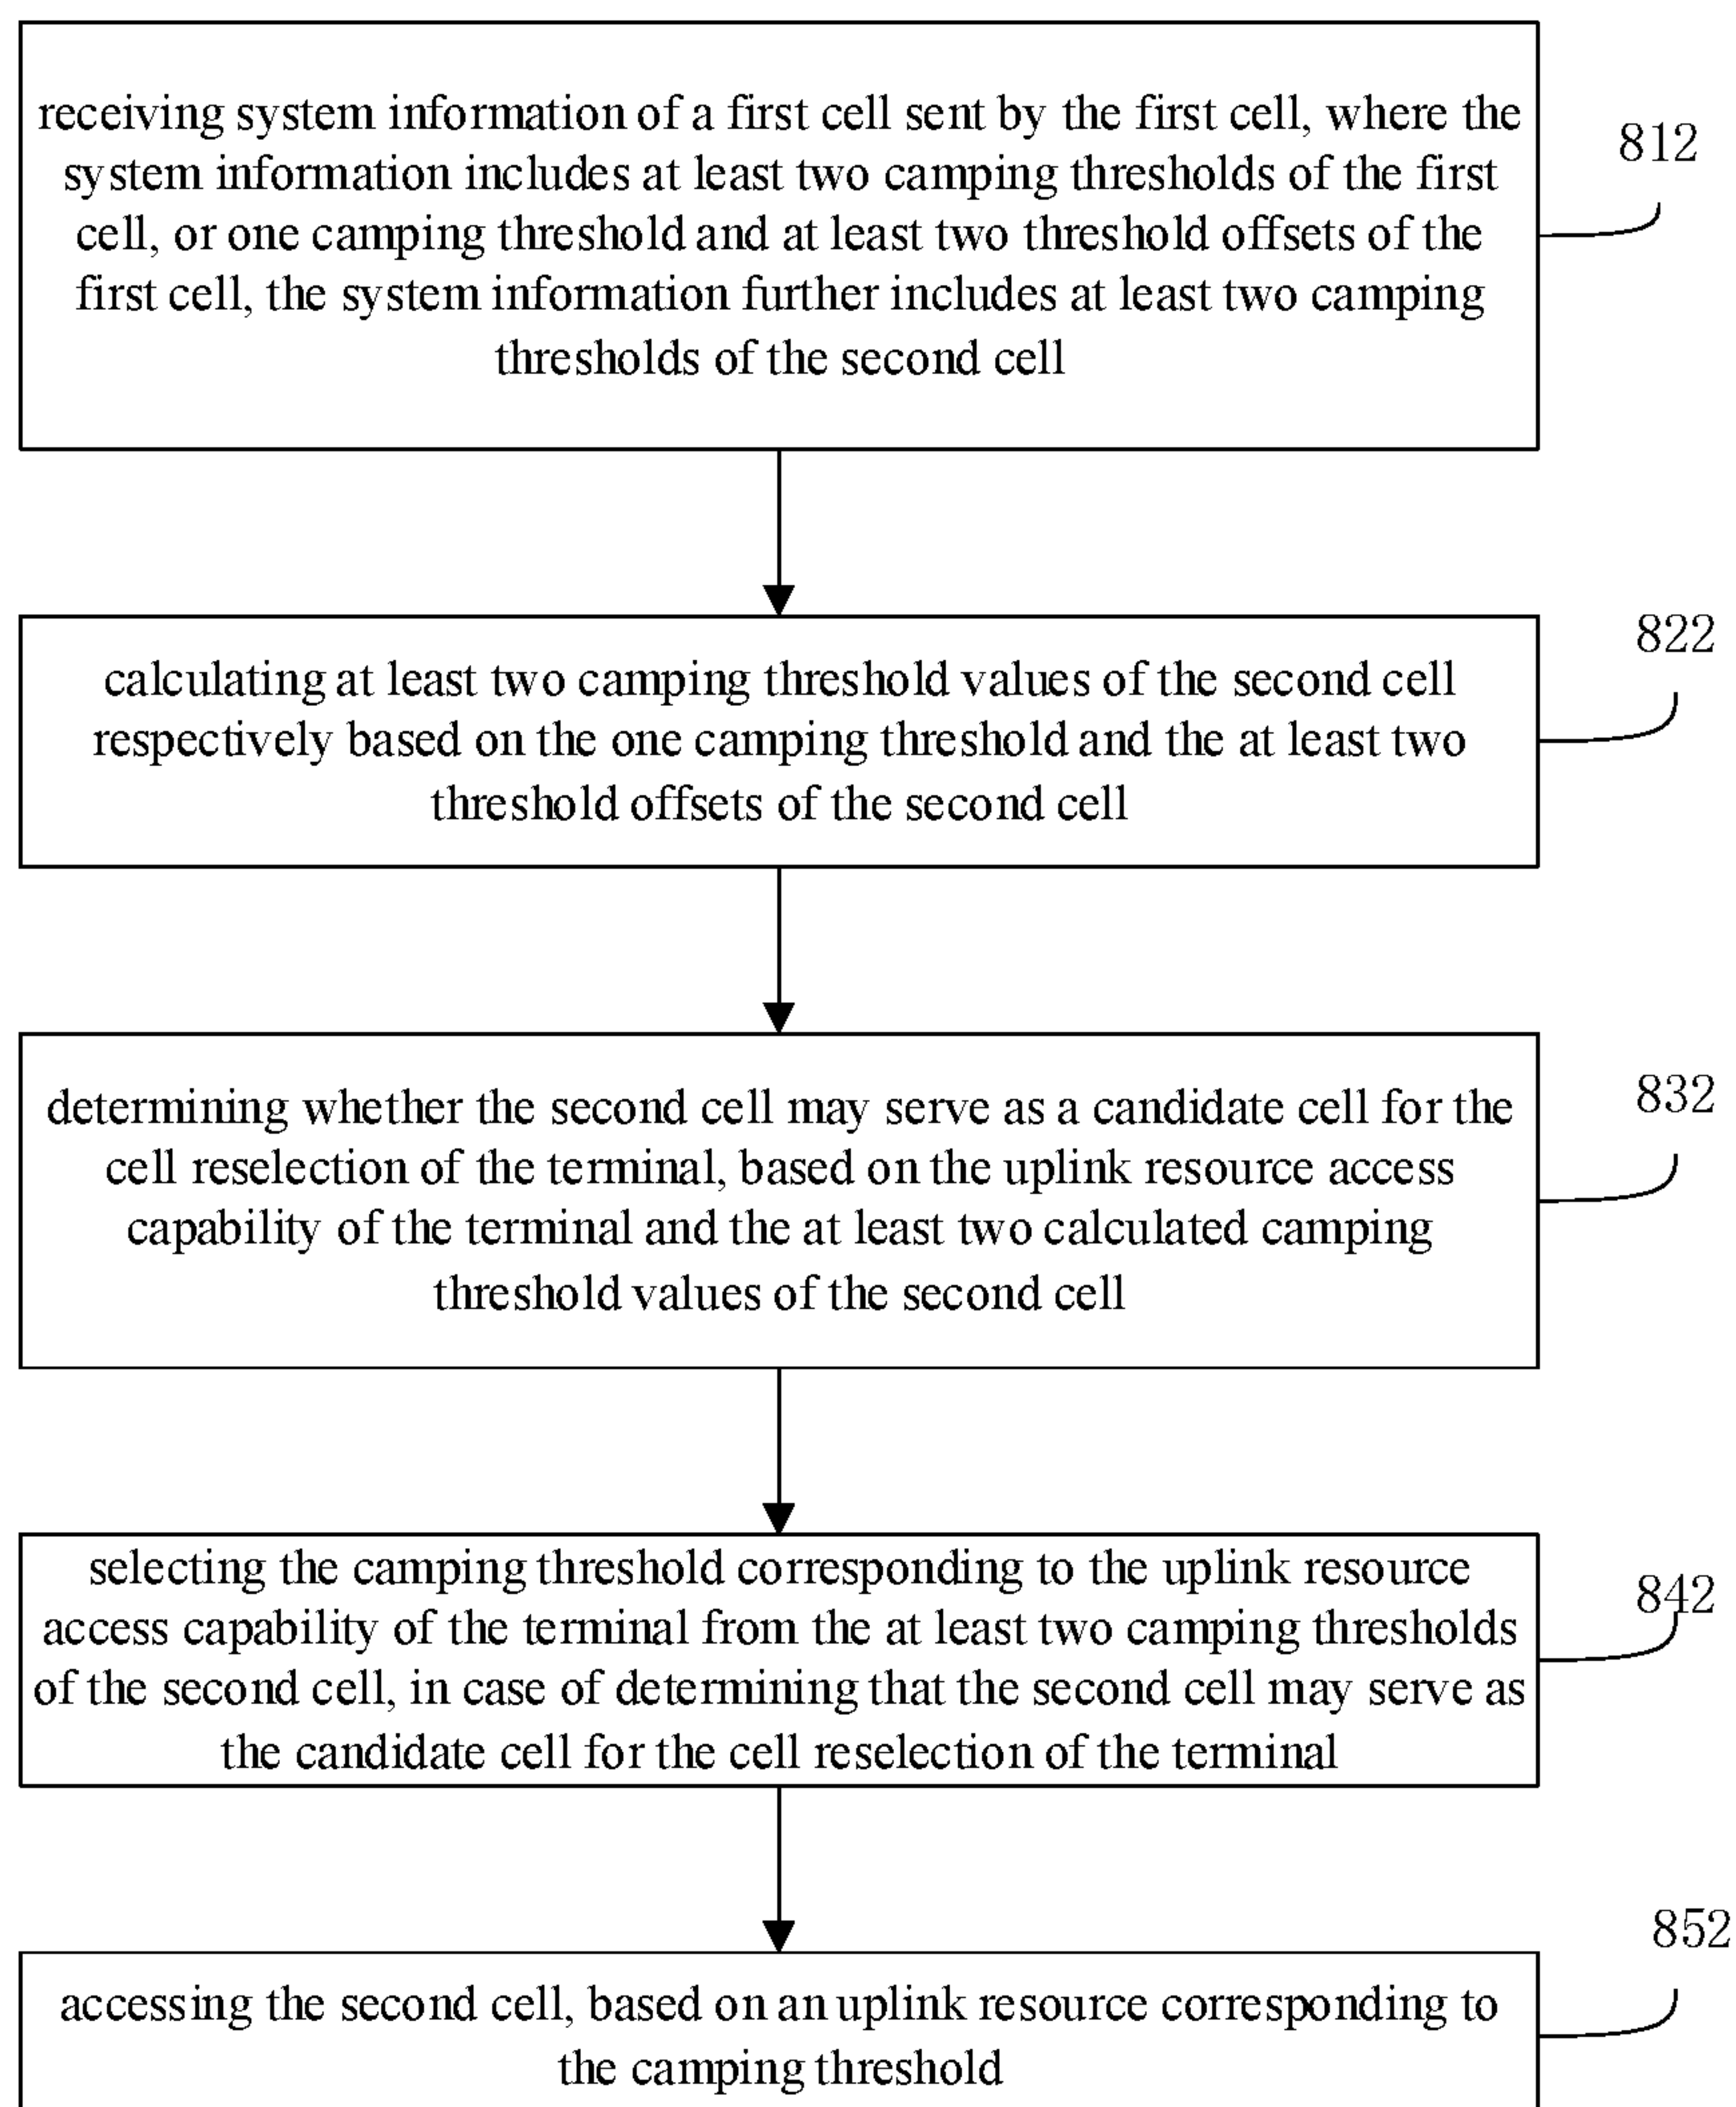 receiving system information of a first cell sent by the first cell, where the
system information includes at least two camping thresholds of the first
cell, or one camping threshold and at least two threshold offsets of the
first cell, the system information further includes at least two camping
thresholds of the second cell
812
calculating at least two camping threshold values of the second cell
respectively based on the one camping threshold and the at least two
threshold offsets of the second cell
822
determining whether the second cell may serve as a candidate cell for the
cell reselection of the terminal, based on the uplink resource access
capability of the terminal and the at least two calculated camping
threshold values of the second cell
832
selecting the camping threshold corresponding to the uplink resource
access capability of the terminal from the at least two camping thresholds
of the second cell, in case of determining that the second cell may serve as
the candidate cell for the cell reselection of the terminal
842
accessing the second cell, based on an uplink resource corresponding to
the camping threshold
852